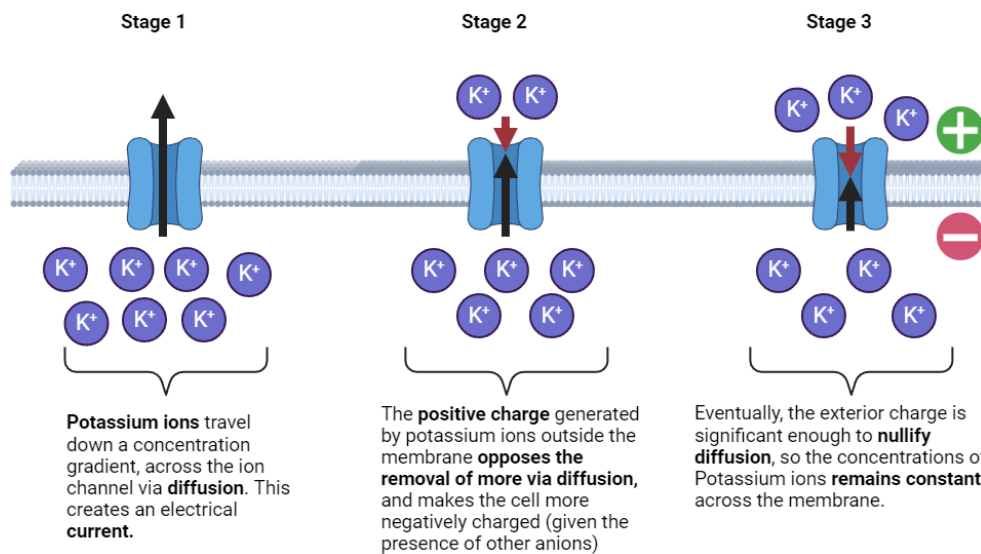 Stage 1
Stage 2
Stage 3
K+ K+
K+ K+ K+
K+ K+ K+ K+
K+ K+ K+
K+ K+ K+
K+ K+
K+ K+
K+ K+
Potassium ions travel
down a concentration
gradient, across the ion
channel via diffusion. This
creates an electrical
current.
The positive charge generated
by potassium ions outside the
membrane opposes the
removal of more via diffusion,
and makes the cell more
negatively charged (given the
presence of other anions)
Eventually, the exterior charge is
significant enough to nullify
diffusion, so the concentrations
Potassium ions remains constant
across the membrane.